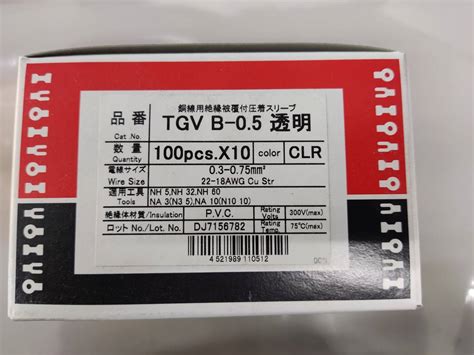 銅線用絶縁被覆付圧着スリーブ
品番 Cat.No. TGV B-0.5 透明
数量 Quantity 100pcs.X10 color CLR
電線サイズ 0.3-0.75mm²
Wire Size 22-18AWG Cu Str
適用工具 NH 5,NH 32,NH 60
Tools NA 3(N3 5),NA 10(N10 10)
絶縁体材質/Insulation P.V.C. Rating Volts 300V(max)
ロットNo./Lot.No. DJ7156782 Rating Temp. 75℃(max)
4 521989 110512